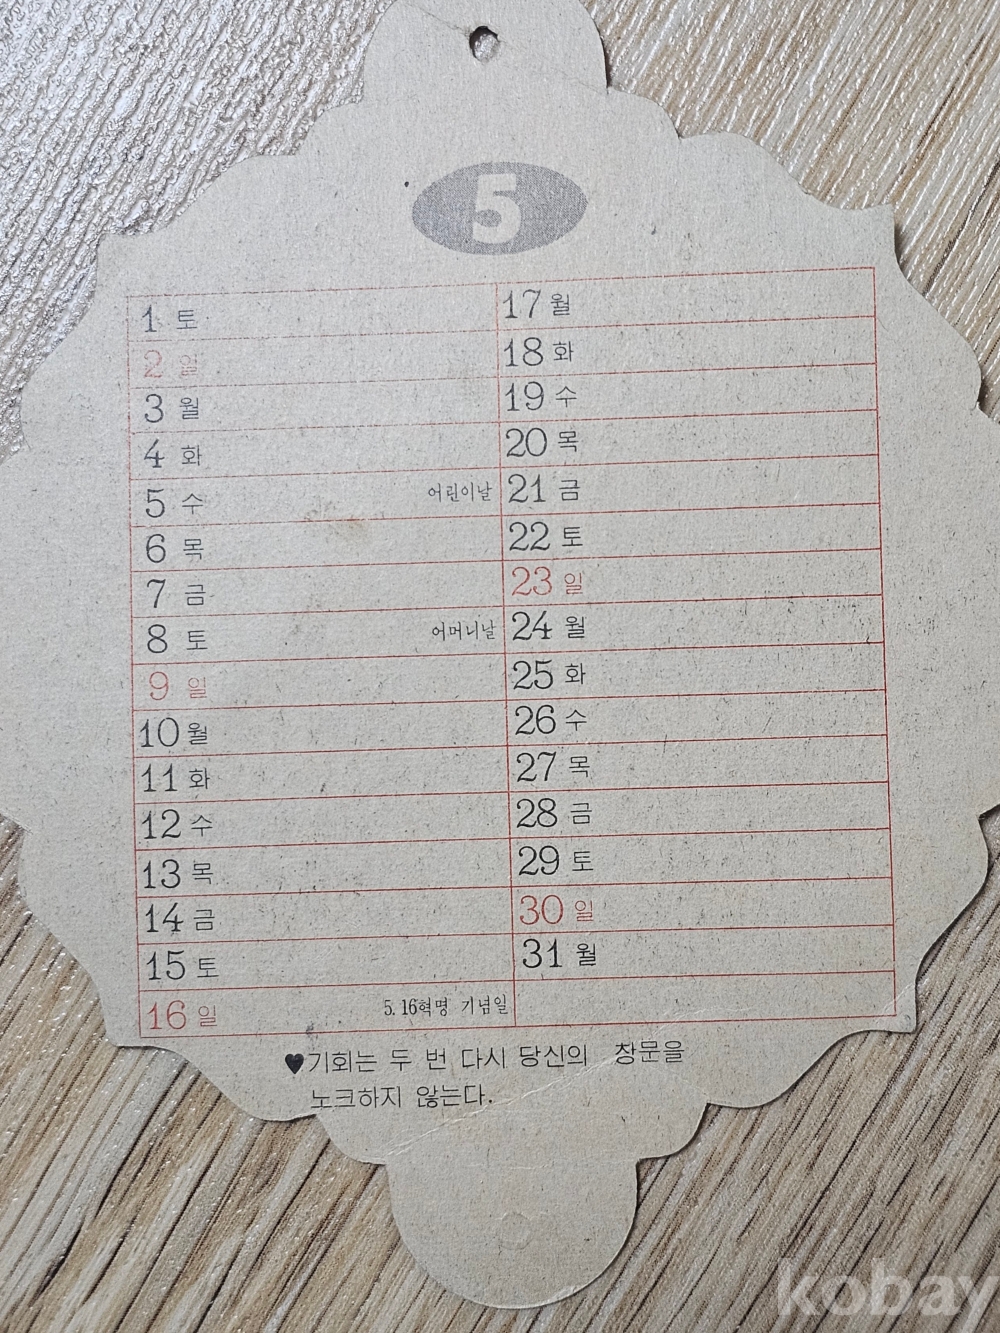 5
1 토
2 일
3 월
4 화
5 수 어린이날
6 목
7 금
8 토 어머니날
9 일
10 월
11 화
12 수
13 목
14 금
15 토
16 일 5.16혁명 기념일
17 월
18 화
19 수
20 목
21 금
22 토
23 일
24 월
25 화
26 수
27 목
28 금
29 토
30 일
31 월
♥기회는 두 번 다시 당신의 창문을
노크하지 않는다.
kobay